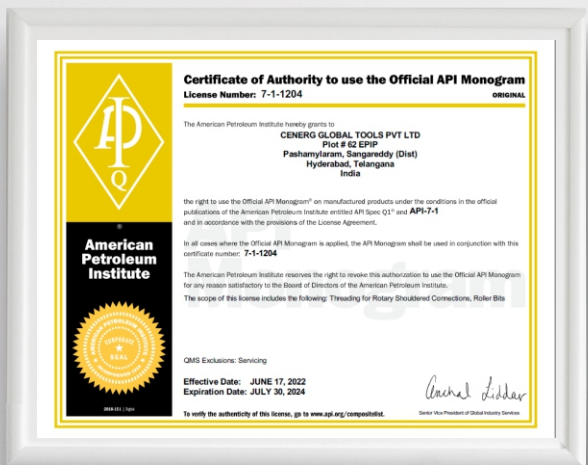 Certificate of Authority to use the Official API Monogram
License Number: 7-1-1204
ORIGINAL
The American Petroleum Institute hereby grants to
CENERG GLOBAL TOOLS PVT LTD
Plot # 62 EPIP
Pashamylaram, Sangareddy (Dist)
Hyderabad, Telangana
India
the right to use the Official API Monogram® on manufactured products under the conditions in the official
publications of the American Petroleum Institute entitled API Spec Q1® and API-7-1
and in accordance with the provisions of the License Agreement.
In all cases where the Official API Monogram is applied, the API Monogram shall be used in conjunction with this
certificate number: 7-1-1204
The American Petroleum Institute reserves the right to revoke this authorization to use the Official API Monogram
for any reason satisfactory to the Board of Directors of the American Petroleum Institute.
The scope of this license includes the following: Threading for Rotary Shouldered Connections, Roller Bits
QMS Exclusions: Servicing
Effective Date: JUNE 17, 2022
Expiration Date: JULY 30, 2024
To verify the authenticity of this license, go to www.api.org/compositelist.
Senior Vice President of Global Industry Services
API
Monogram
API
Q
®
American
Petroleum
Institute
AMERICAN PETROLEUM INSTITUTE
CORPORATE
SEAL